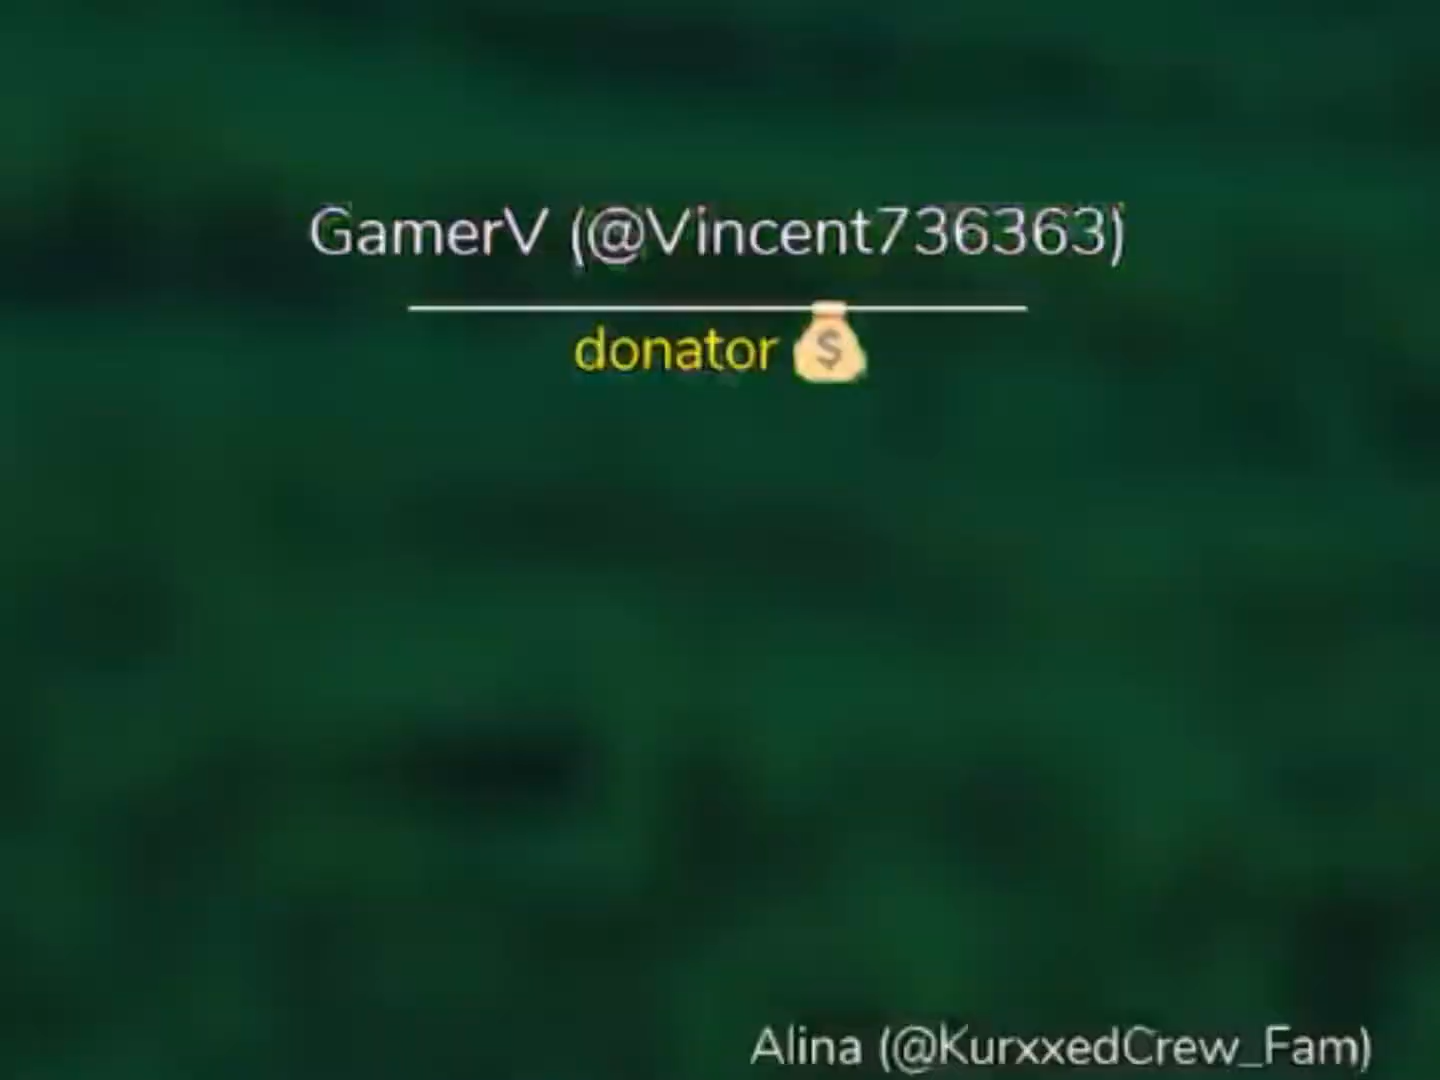 GamerV (@Vincent736363)
donator 💰
Alina (@KurxxedCrew_Fam)